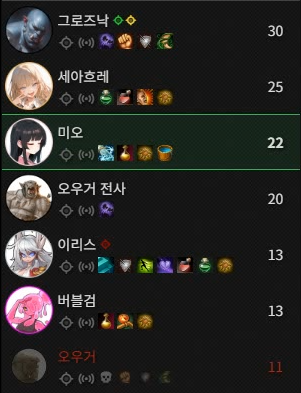 그로즈낙 30
세아흐레 25
미오 22
오우거 전사 20
이리스 13
버블검 13
오우거 11